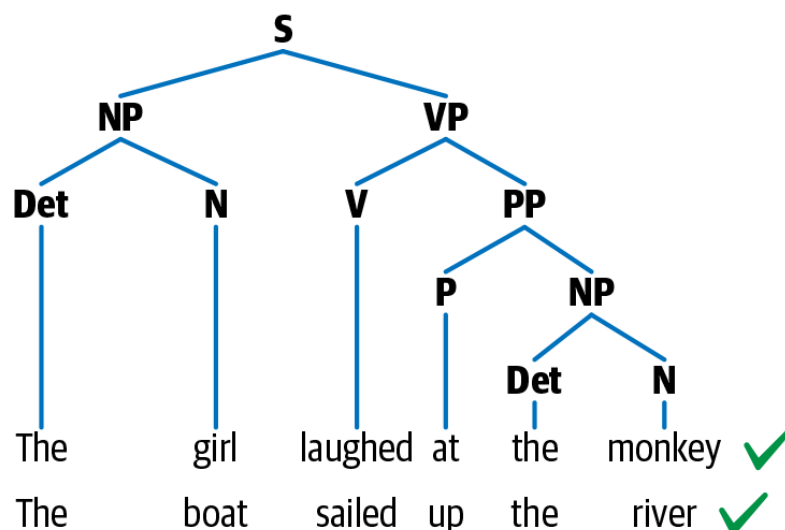 S
NP VP
Det N V PP
P NP
Det N
The girl laughed at the monkey
The boat sailed up the river